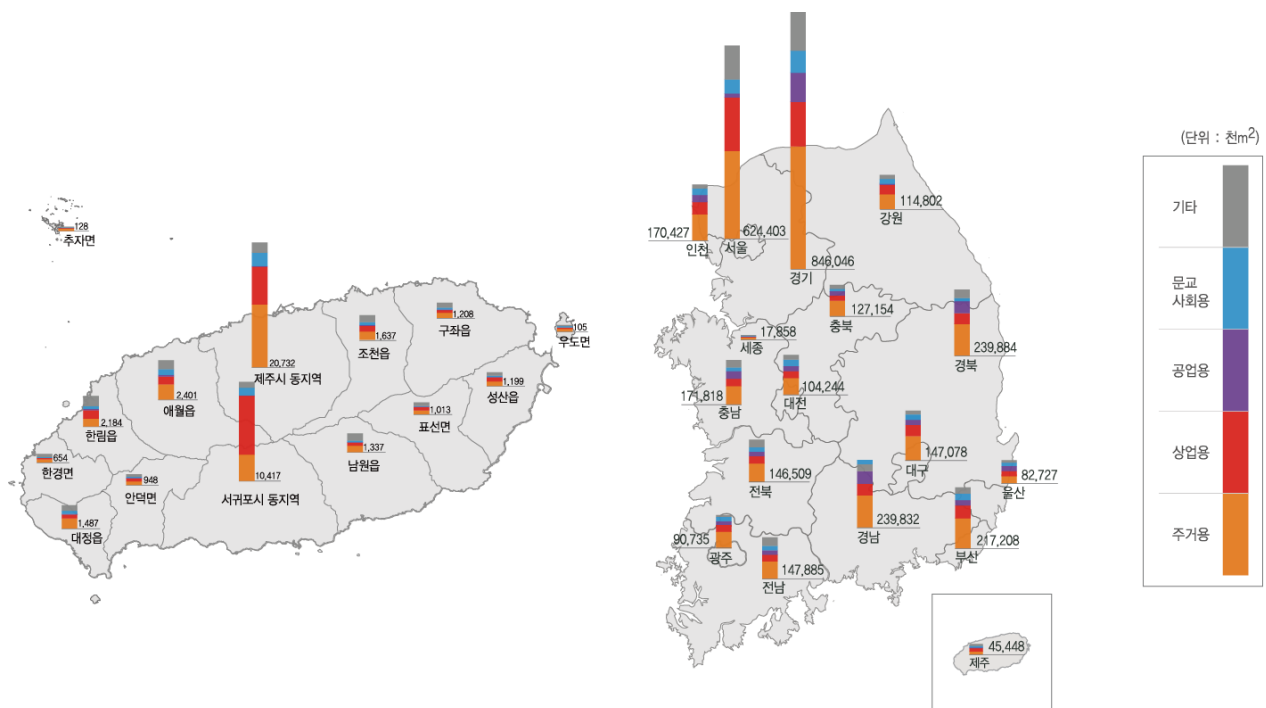 128
추자면
20,732
제주시 동지역
1,637
조천읍
1,208
구좌읍
105
우도면
2,401
애월읍
1,199
성산읍
2,184
한림읍
1,013
표선면
654
한경면
948
안덕면
10,417
서귀포시 동지역
1,337
남원읍
1,487
대정읍
170,427
인천
624,403
서울
846,046
경기
114,802
강원
127,154
충북
17,858
세종
239,884
경북
171,818
충남
104,244
대전
147,078
대구
146,509
전북
82,727
울산
239,832
경남
217,208
부산
90,735
광주
147,885
전남
45,448
제주
(단위 : 천m²)
기타
문교
사회용
공업용
상업용
주거용